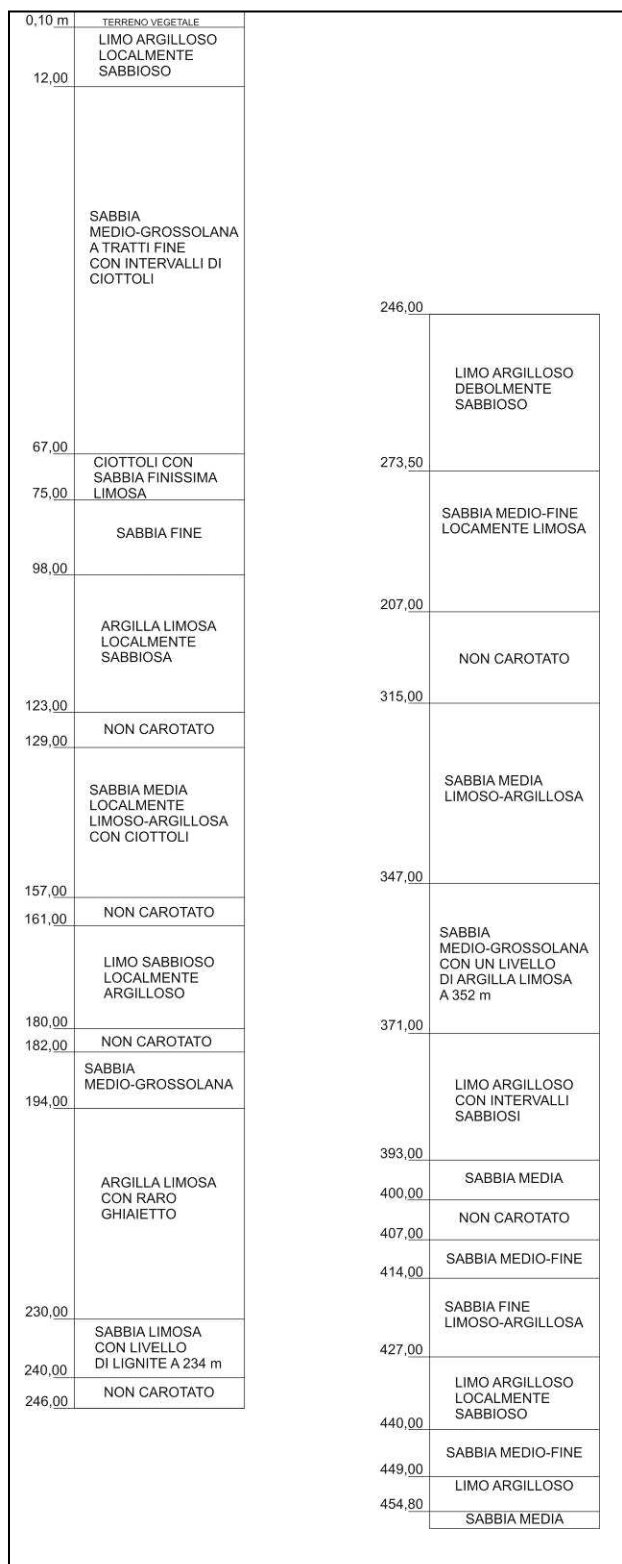 0,10 m
TERRENO VEGETALE
LIMO ARGILLOSO
LOCALMENTE
SABBIOSO
12,00
SABBIA
MEDIO-GROSSOLANA
A TRATTI FINE
CON INTERVALLI DI
CIOTTOLI
67,00
CIOTTOLI CON
SABBIA FINISSIMA
LIMOSA
75,00
SABBIA FINE
98,00
ARGILLA LIMOSA
LOCALMENTE
SABBIOSA
123,00
NON CAROTATO
129,00
SABBIA MEDIA
LOCALMENTE
LIMOSO-ARGILLOSA
CON CIOTTOLI
157,00
NON CAROTATO
161,00
LIMO SABBIOSO
LOCALMENTE
ARGILLOSO
180,00
NON CAROTATO
182,00
SABBIA
MEDIO-GROSSOLANA
194,00
ARGILLA LIMOSA
CON RARO
GHIAIETTO
230,00
SABBIA LIMOSA
CON LIVELLO
DI LIGNITE A 234 m
240,00
NON CAROTATO
246,00
246,00
LIMO ARGILLOSO
DEBOLMENTE
SABBIOSO
273,50
SABBIA MEDIO-FINE
LOCAMENTE LIMOSA
207,00
NON CAROTATO
315,00
SABBIA MEDIA
LIMOSO-ARGILLOSA
347,00
SABBIA
MEDIO-GROSSOLANA
CON UN LIVELLO
DI ARGILLA LIMOSA
A 352 m
371,00
LIMO ARGILLOSO
CON INTERVALLI
SABBIOSI
393,00
SABBIA MEDIA
400,00
NON CAROTATO
407,00
SABBIA MEDIO-FINE
414,00
SABBIA FINE
LIMOSO-ARGILLOSA
427,00
LIMO ARGILLOSO
LOCALMENTE
SABBIOSO
440,00
SABBIA MEDIO-FINE
449,00
LIMO ARGILLOSO
454,80
SABBIA MEDIA